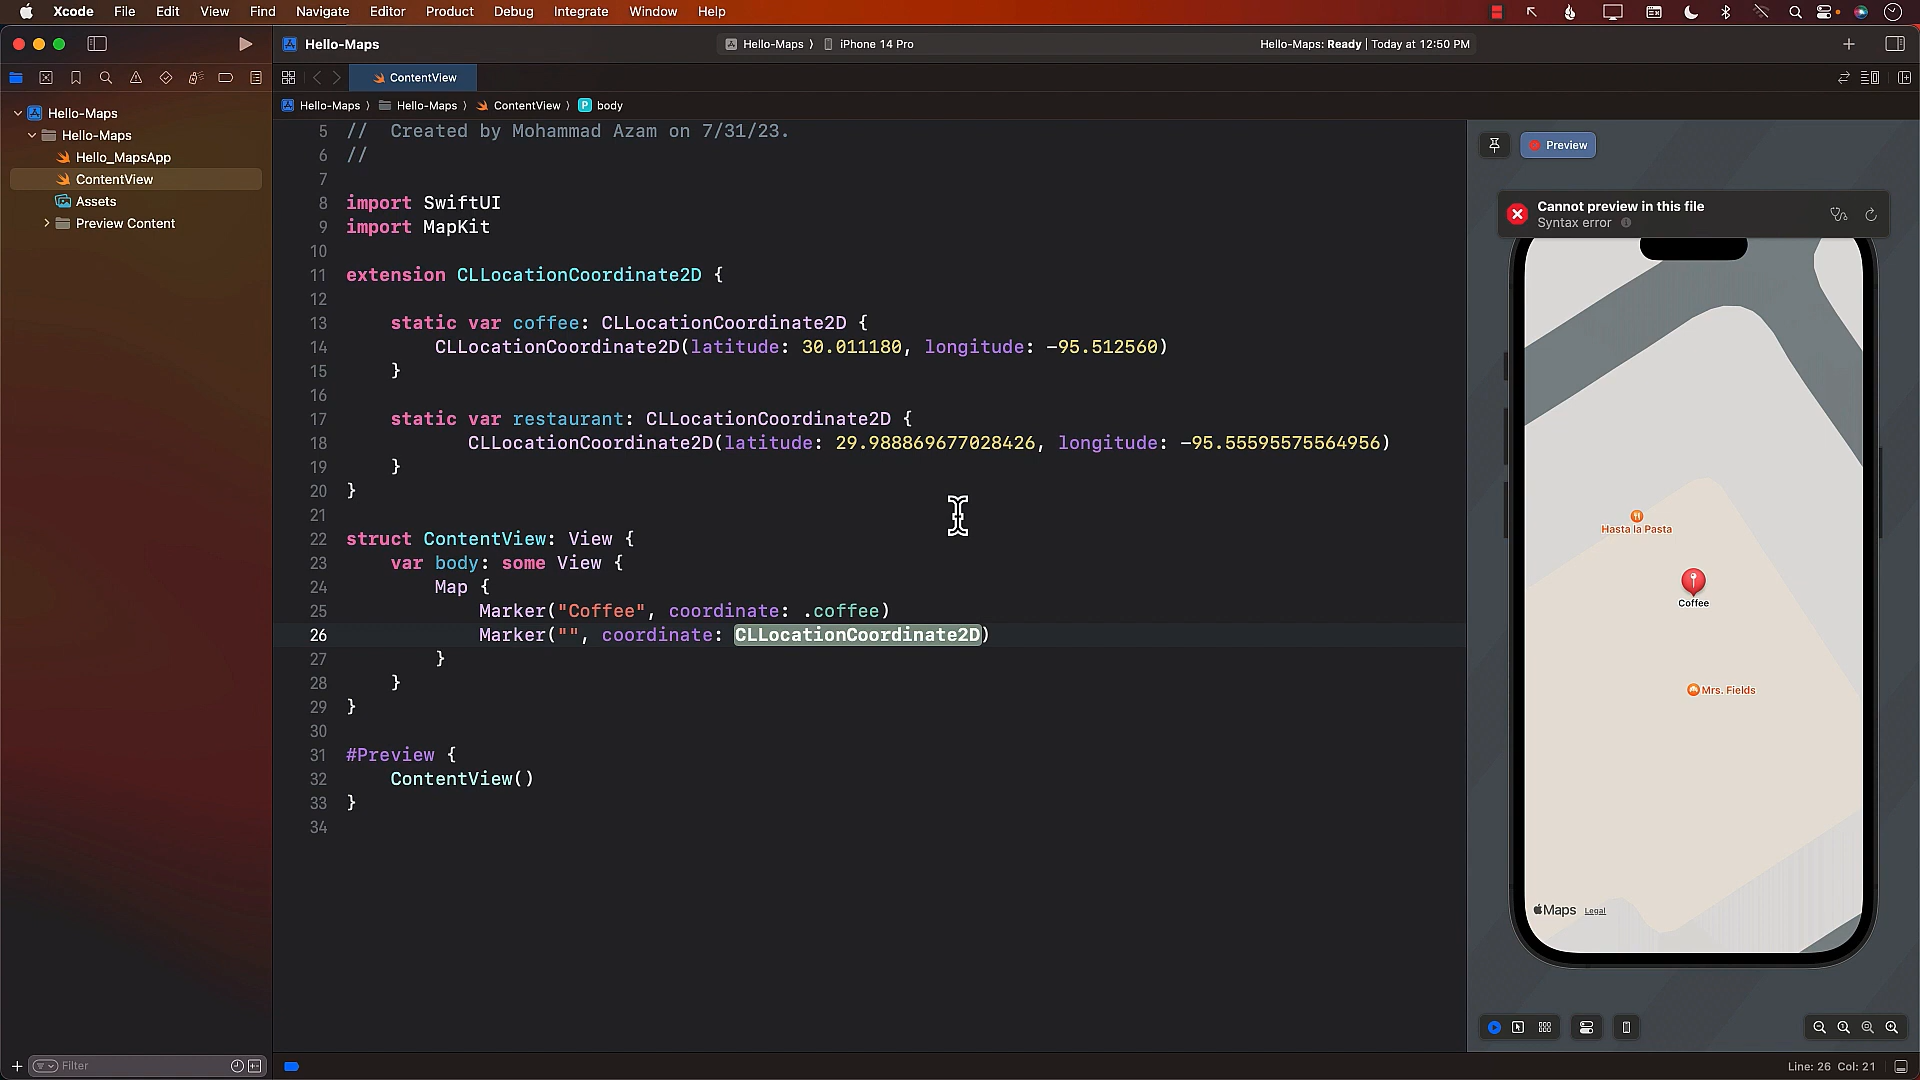 Xcode File Edit View Find Navigate Editor Product Debug Integrate Window Help
Hello-Maps
Hello-Maps ⟩ iPhone 14 Pro
Hello-Maps: Ready | Today at 12:50 PM
ContentView
Hello-Maps ⟩ Hello-Maps ⟩ ContentView ⟩ P body
Hello-Maps
Hello-Maps
Hello_MapsApp
ContentView
Assets
Preview Content
5 //  Created by Mohammad Azam on 7/31/23.
6 //
7
8 import SwiftUI
9 import MapKit
10
11 extension CLLocationCoordinate2D {
12
13     static var coffee: CLLocationCoordinate2D {
14         CLLocationCoordinate2D(latitude: 30.011180, longitude: -95.512560)
15     }
16
17     static var restaurant: CLLocationCoordinate2D {
18            CLLocationCoordinate2D(latitude: 29.988869677028426, longitude: -95.55595575564956)
19     }
20 }
21
22 struct ContentView: View {
23     var body: some View {
24         Map {
25             Marker("Coffee", coordinate: .coffee)
26             Marker("", coordinate: CLLocationCoordinate2D)
27         }
28     }
29 }
30
31 #Preview {
32     ContentView()
33 }
34
Preview
Cannot preview in this file
Syntax error
Hasta la Pasta
Coffee
Mrs. Fields
Maps Legal
Filter
Line: 26 Col: 21